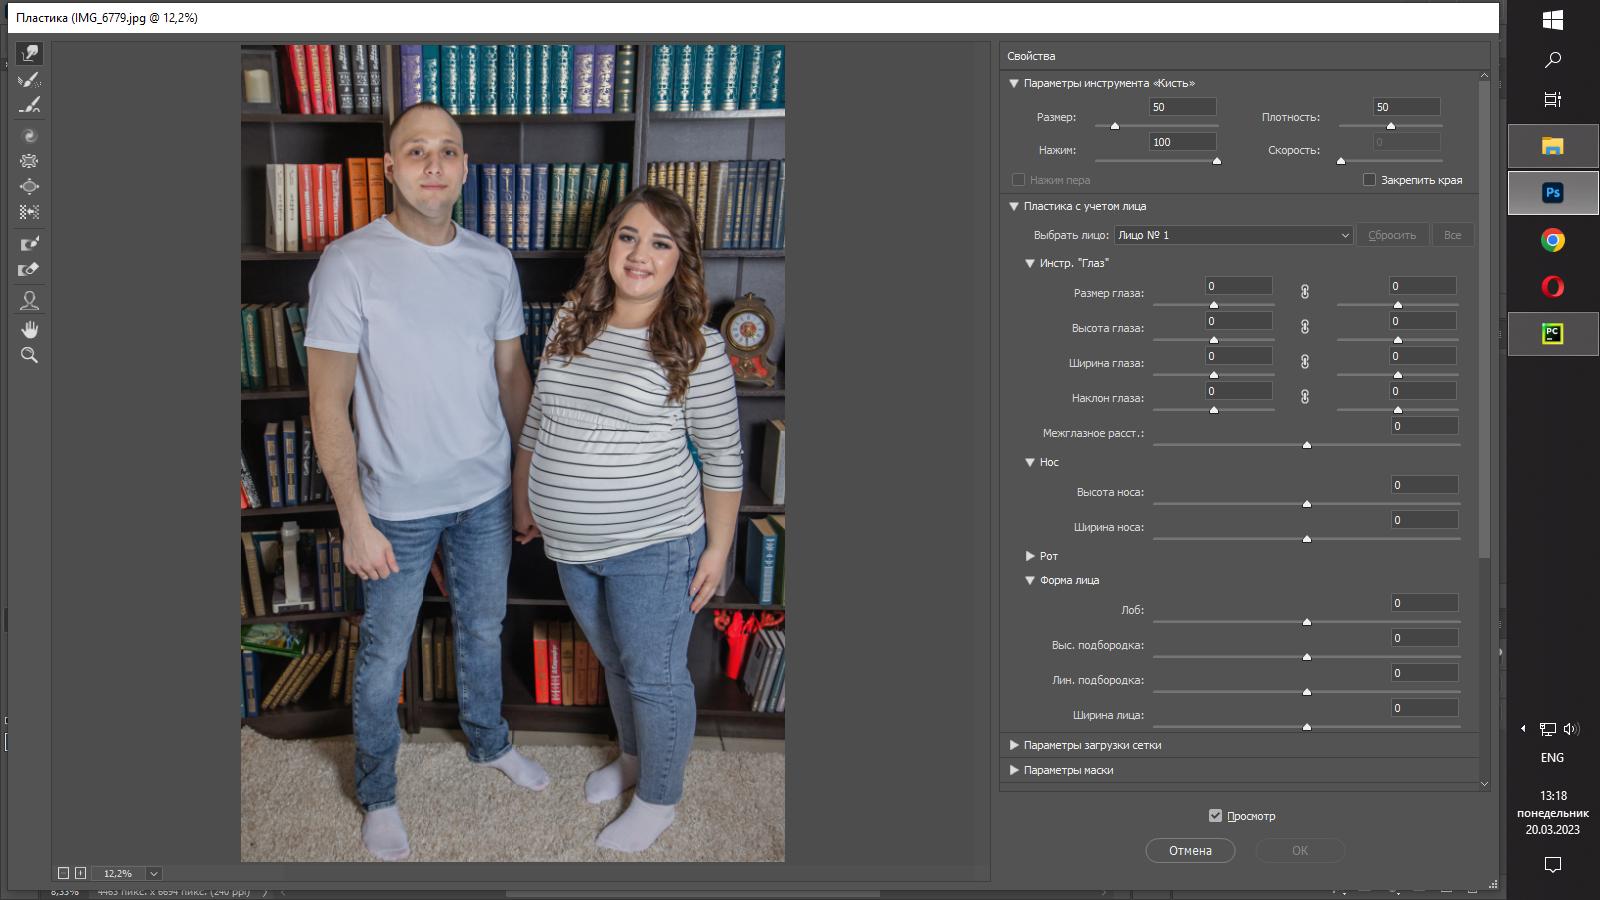 Пластика (IMG_6779.jpg @ 12,2%)
Свойства
Параметры инструмента «Кисть»
Размер: 50
Плотность: 50
Нажим: 100
Скорость: 0
Нажим пера
Закрепить края
Пластика с учетом лица
Выбрать лицо: Лицо № 1
Сбросить
Все
Инстр. "Глаз"
Размер глаза: 0 0
Высота глаза: 0 0
Ширина глаза: 0 0
Наклон глаза: 0 0
Межглазное расст.: 0
Нос
Высота носа: 0
Ширина носа: 0
Рот
Форма лица
Лоб: 0
Выс. подбородка: 0
Лин. подбородка: 0
Ширина лица: 0
Параметры загрузки сетки
Параметры маски
Просмотр
Отмена
ОК
12,2%
8,33%
4463 пикс. x 6694 пикс. (240 ppi)
Ps
PC
ENG
13:18
понедельник
20.03.2023